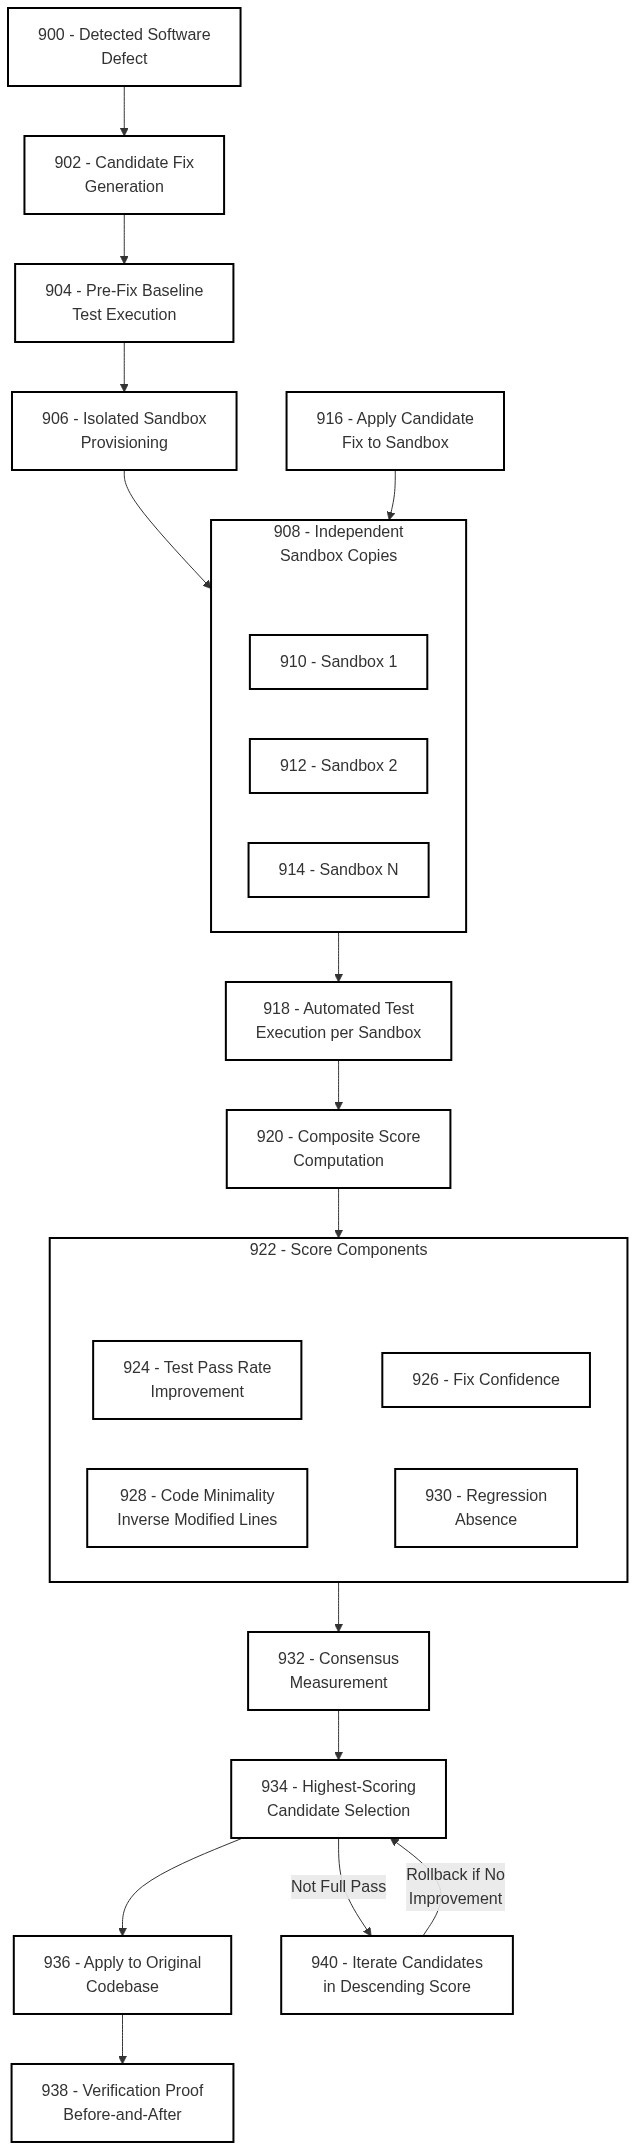 900 - Detected Software
Defect
902 - Candidate Fix
Generation
904 - Pre-Fix Baseline
Test Execution
906 - Isolated Sandbox
Provisioning
916 - Apply Candidate
Fix to Sandbox
908 - Independent
Sandbox Copies
910 - Sandbox 1
912 - Sandbox 2
914 - Sandbox N
918 - Automated Test
Execution per Sandbox
920 - Composite Score
Computation
922 - Score Components
924 - Test Pass Rate
Improvement
926 - Fix Confidence
928 - Code Minimality
Inverse Modified Lines
930 - Regression
Absence
932 - Consensus
Measurement
934 - Highest-Scoring
Candidate Selection
Not Full Pass
Rollback if No
Improvement
936 - Apply to Original
Codebase
940 - Iterate Candidates
in Descending Score
938 - Verification Proof
Before-and-After